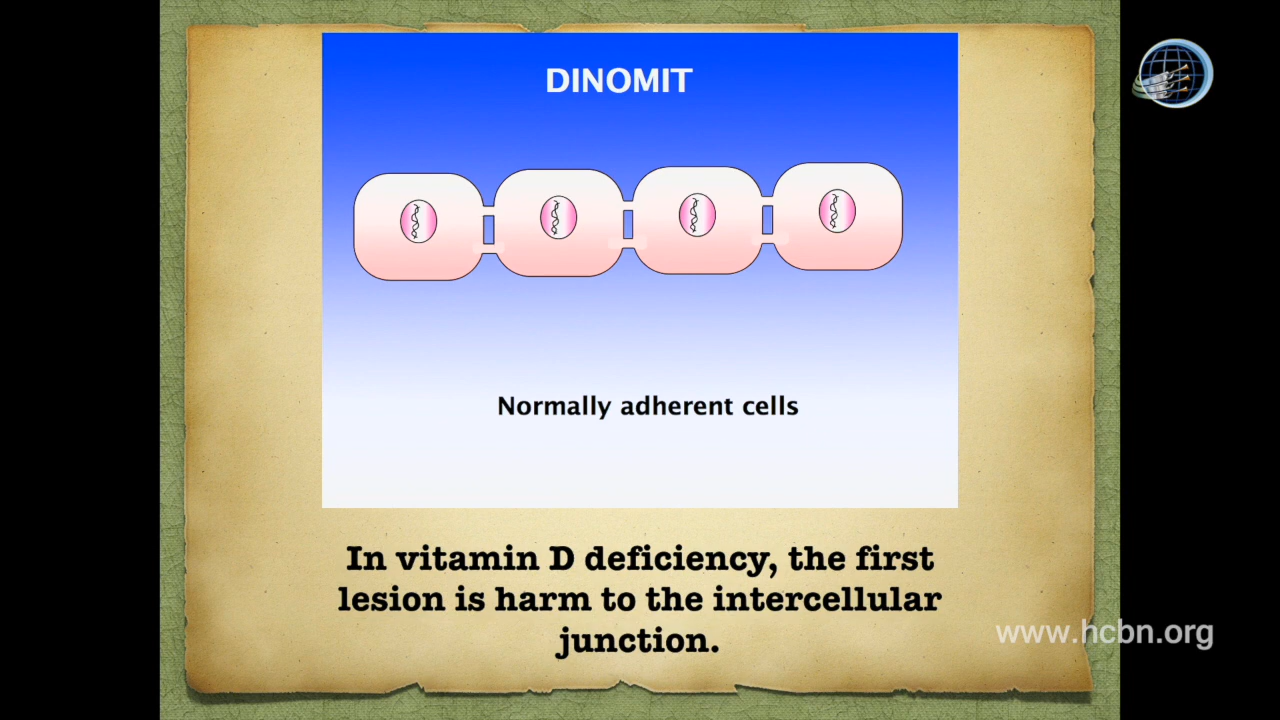 DINOMIT
Normally adherent cells
In vitamin D deficiency, the first
lesion is harm to the intercellular
junction.
www.hcbn.org